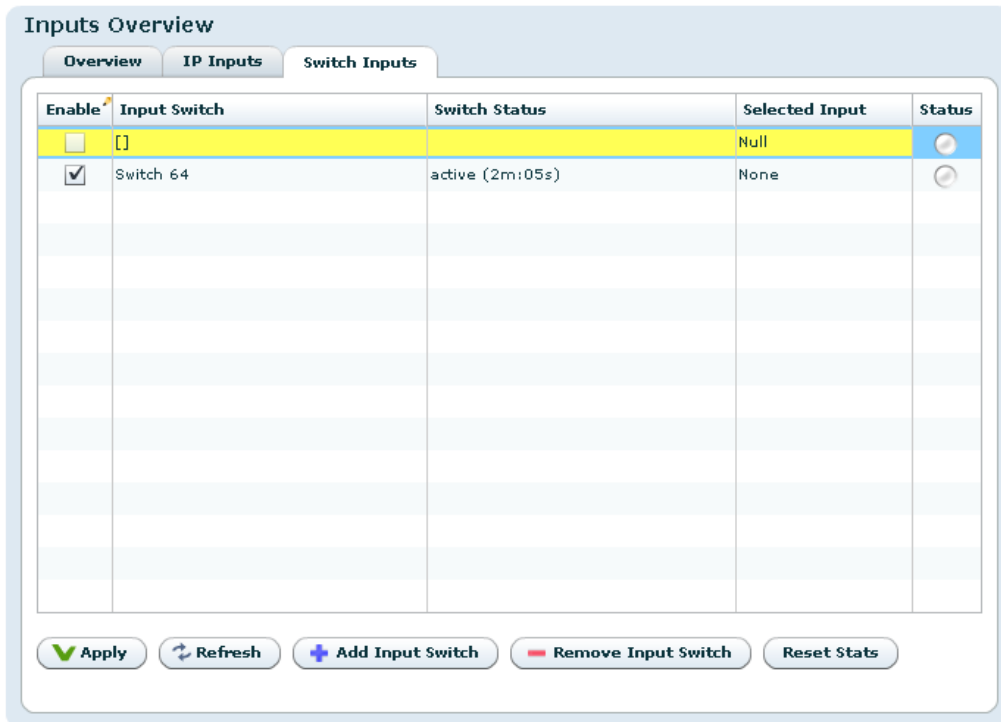 Inputs Overview
Overview IP Inputs Switch Inputs
Enable Input Switch Switch Status Selected Input Status
[] Null
Switch 64 active (2m:05s) None
Apply Refresh Add Input Switch Remove Input Switch Reset Stats